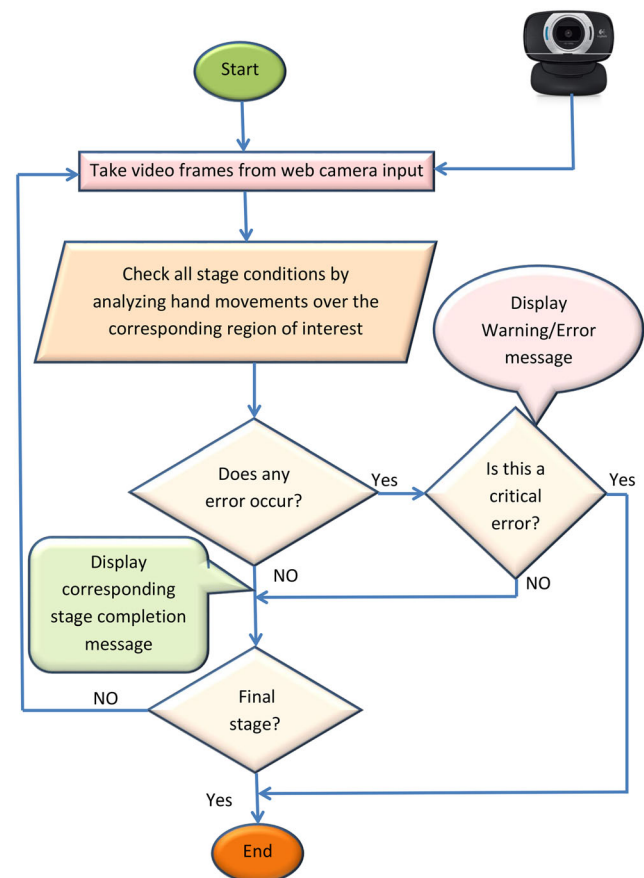 Start
Take video frames from web camera input
Check all stage conditions by
analyzing hand movements over the
corresponding region of interest
Display
Warning/Error
message
Does any
error occur?
Yes
Is this a
critical
error?
Yes
NO
NO
Display
corresponding
stage completion
message
NO
Final
stage?
Yes
End